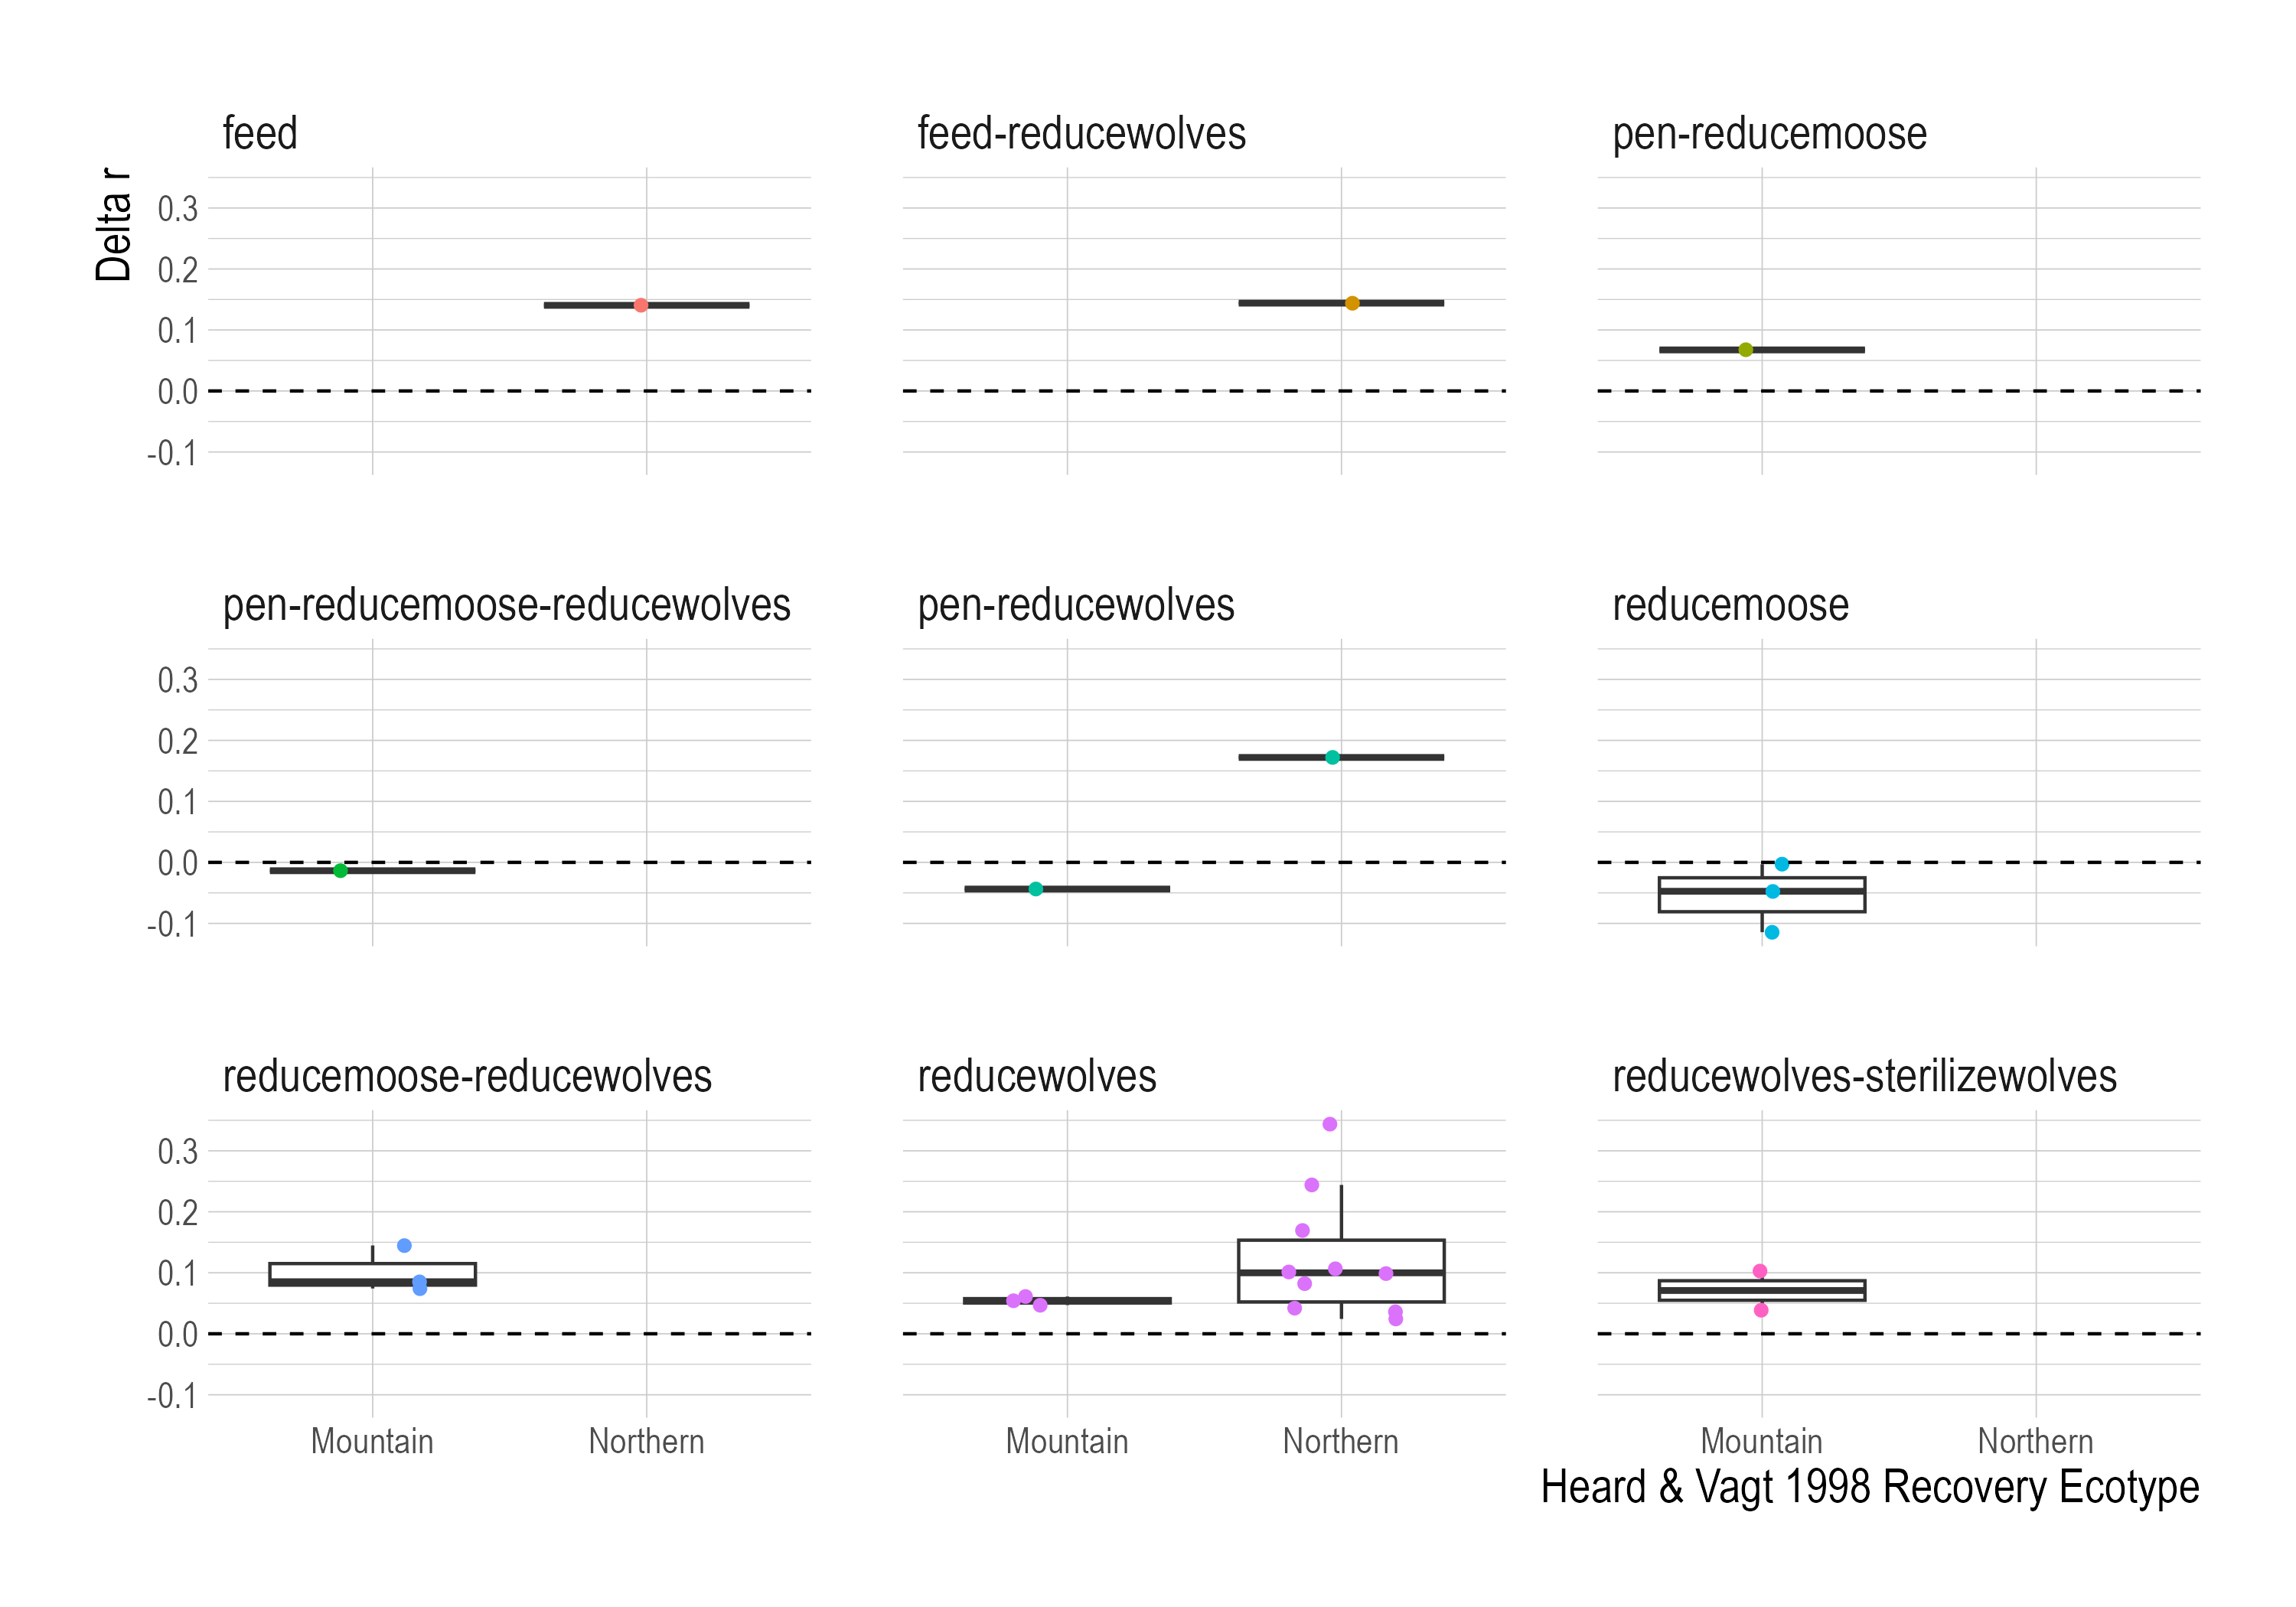 feed
feed-reducewolves
pen-reducemoose
Delta r
0.3
0.2
0.1
0.0
-0.1
pen-reducemoose-reducewolves
pen-reducewolves
reducemoose
0.3
0.2
0.1
0.0
-0.1
reducemoose-reducewolves
reducewolves
reducewolves-sterilizewolves
0.3
0.2
0.1
0.0
-0.1
Mountain Northern
Mountain Northern
Mountain Northern
Heard & Vagt 1998 Recovery Ecotype